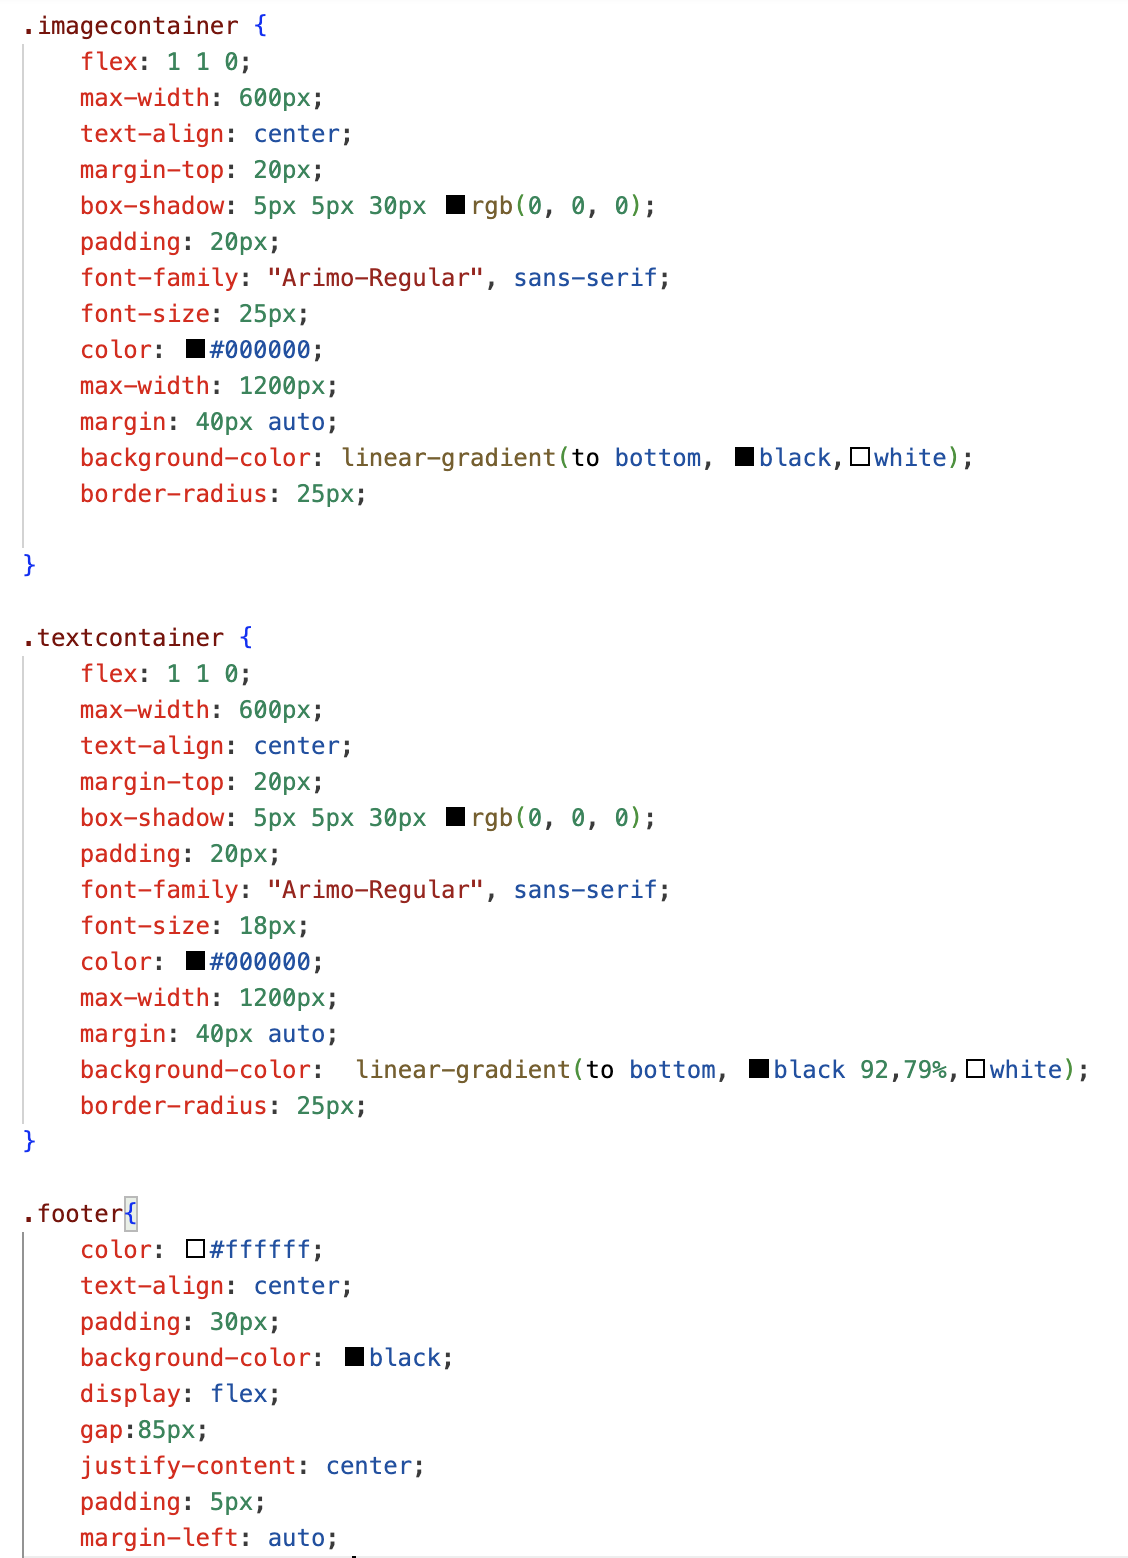 .imagecontainer {
flex: 1 1 0;
max-width: 600px;
text-align: center;
margin-top: 20px;
box-shadow: 5px 5px 30px rgb(0, 0, 0);
padding: 20px;
font-family: "Arimo-Regular", sans-serif;
font-size: 25px;
color: #000000;
max-width: 1200px;
margin: 40px auto;
background-color: linear-gradient(to bottom, black,white);
border-radius: 25px;
}
.textcontainer {
flex: 1 1 0;
max-width: 600px;
text-align: center;
margin-top: 20px;
box-shadow: 5px 5px 30px rgb(0, 0, 0);
padding: 20px;
font-family: "Arimo-Regular", sans-serif;
font-size: 18px;
color: #000000;
max-width: 1200px;
margin: 40px auto;
background-color:  linear-gradient(to bottom, black 92,79%,white);
border-radius: 25px;
}
.footer{
color: #ffffff;
text-align: center;
padding: 30px;
background-color: black;
display: flex;
gap:85px;
justify-content: center;
padding: 5px;
margin-left: auto;